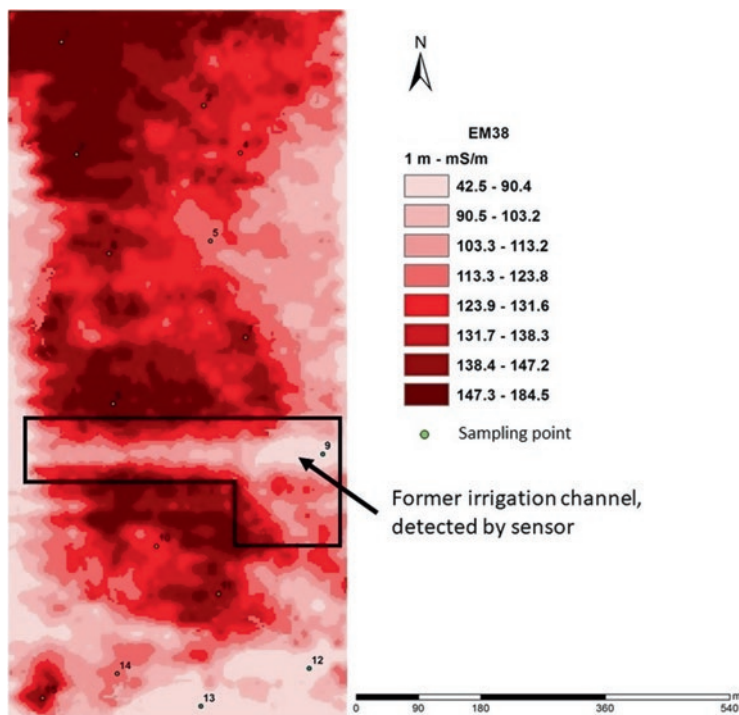 N
EM38
1 m - mS/m
42.5 - 90.4
90.5 - 103.2
103.3 - 113.2
113.3 - 123.8
123.9 - 131.6
131.7 - 138.3
138.4 - 147.2
147.3 - 184.5
Sampling point
5
9
Former irrigation channel,
detected by sensor
10
12
14
13
0 90 180 360 540 m